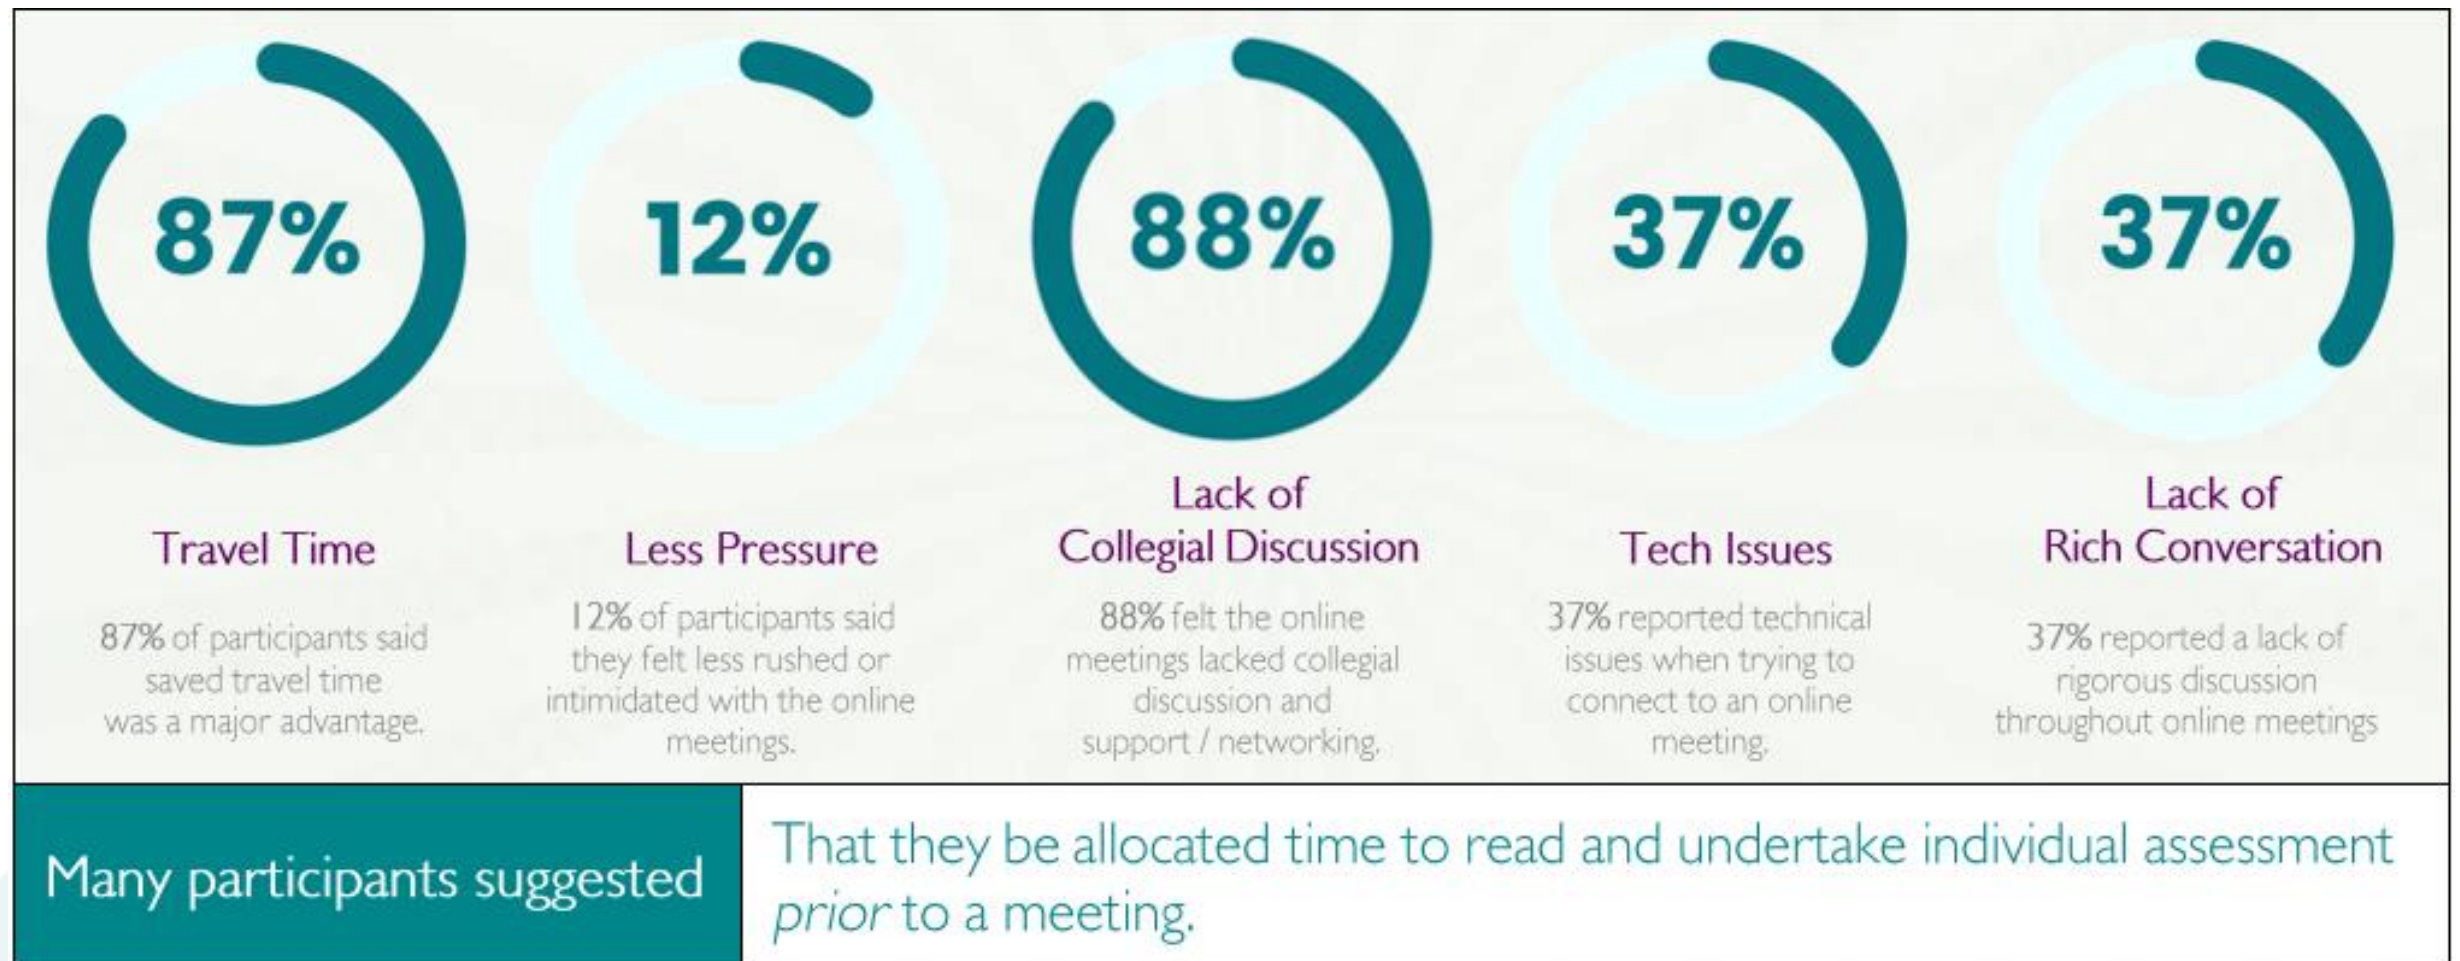 87%
Travel Time
87% of participants said
saved travel time
was a major advantage.
12%
Less Pressure
12% of participants said
they felt less rushed or
intimidated with the online
meetings.
88%
Lack of
Collegial Discussion
88% felt the online
meetings lacked collegial
discussion and
support / networking.
37%
Tech Issues
37% reported technical
issues when trying to
connect to an online
meeting.
37%
Lack of
Rich Conversation
37% reported a lack of
rigorous discussion
throughout online meetings
Many participants suggested
That they be allocated time to read and undertake individual assessment
prior to a meeting.